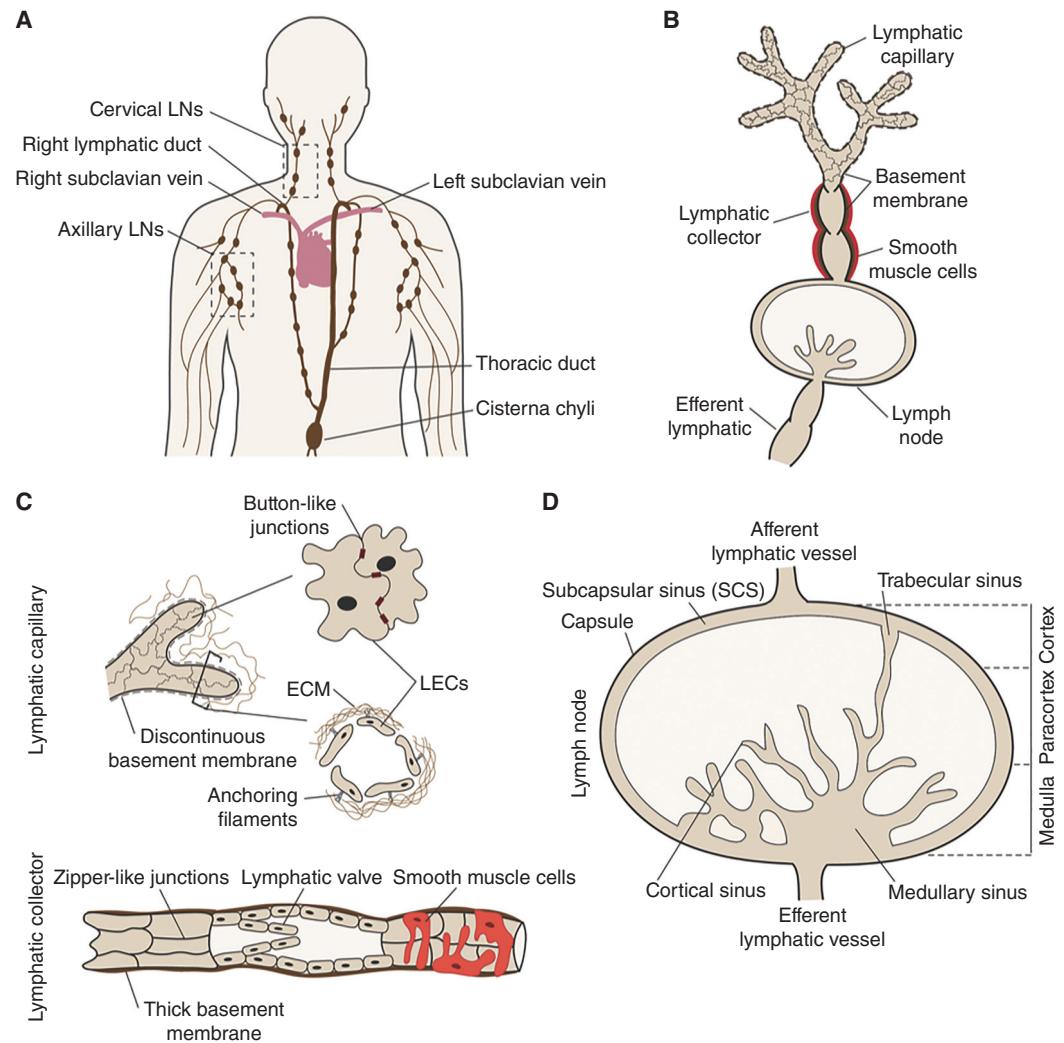 A
Cervical LNs
Right lymphatic duct
Right subclavian vein
Axillary LNs
Left subclavian vein
Thoracic duct
Cisterna chyli
B
Lymphatic
capillary
Basement
membrane
Lymphatic
collector
Smooth
muscle cells
Efferent
lymphatic
Lymph
node
C
Lymphatic capillary
Button-like
junctions
LECs
ECM
Discontinuous
basement membrane
Anchoring
filaments
Lymphatic collector
Zipper-like junctions
Lymphatic valve
Smooth muscle cells
Thick basement
membrane
D
Afferent
lymphatic vessel
Subcapsular sinus (SCS)
Trabecular sinus
Capsule
Lymph node
Cortex
Paracortex
Medulla
Cortical sinus
Medullary sinus
Efferent
lymphatic vessel